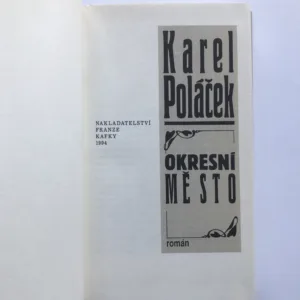 Karel
Poláček
NAKLADATELSTVÍ
FRANZE
KAFKY
1994
OKRESNÍ
MĚSTO
román